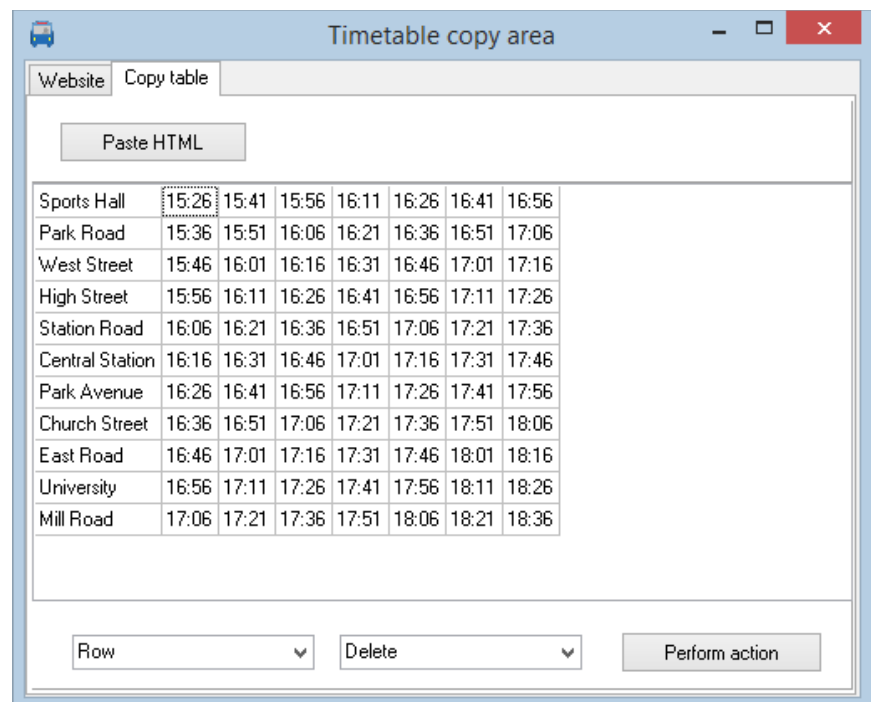 Timetable copy area
Website Copy table
Paste HTML
Sports Hall 15:26 15:41 15:56 16:11 16:26 16:41 16:56
Park Road 15:36 15:51 16:06 16:21 16:36 16:51 17:06
West Street 15:46 16:01 16:16 16:31 16:46 17:01 17:16
High Street 15:56 16:11 16:26 16:41 16:56 17:11 17:26
Station Road 16:06 16:21 16:36 16:51 17:06 17:21 17:36
Central Station 16:16 16:31 16:46 17:01 17:16 17:31 17:46
Park Avenue 16:26 16:41 16:56 17:11 17:26 17:41 17:56
Church Street 16:36 16:51 17:06 17:21 17:36 17:51 18:06
East Road 16:46 17:01 17:16 17:31 17:46 18:01 18:16
University 16:56 17:11 17:26 17:41 17:56 18:11 18:26
Mill Road 17:06 17:21 17:36 17:51 18:06 18:21 18:36
Row Delete Perform action